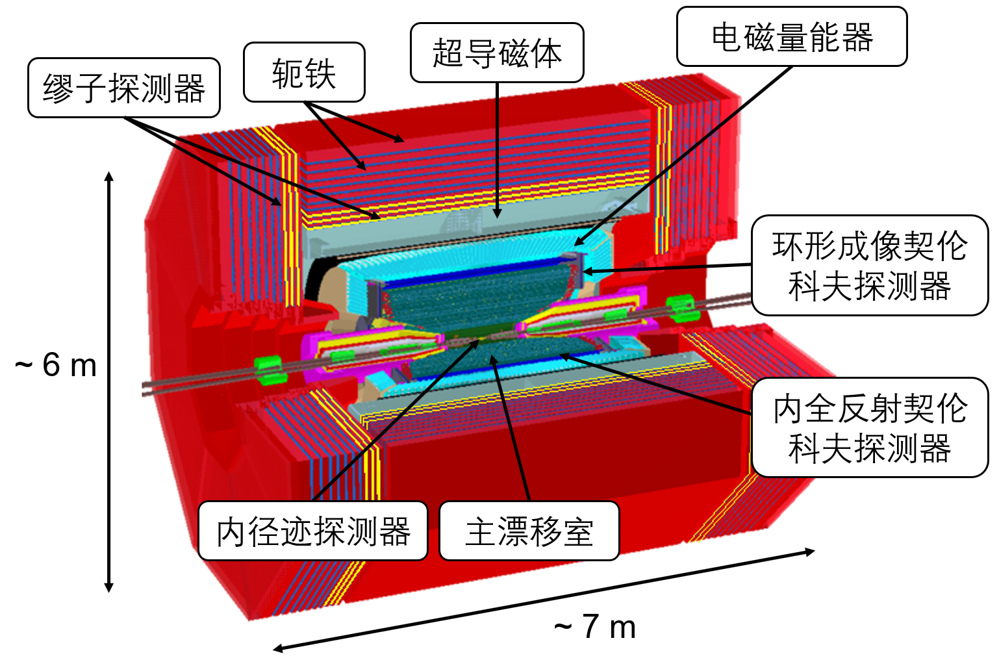 电磁量能器
超导磁体
轭铁
缪子探测器
环形成像契伦
科夫探测器
~ 6 m
内全反射契伦
科夫探测器
内径迹探测器
主漂移室
~ 7 m